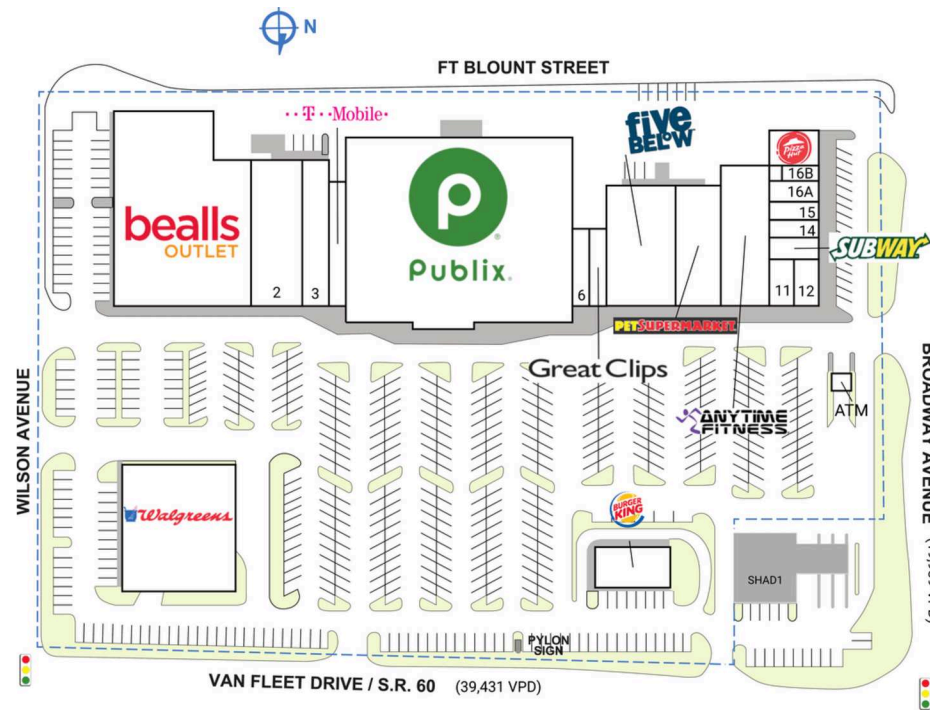 N
FT BLOUNT STREET
T Mobile
five
BELOW
Pizza
Hut
16B
16A
15
14
SUBWAY
11
12
bealls
OUTLET
2
3
P
Publix
6
PETSUPERMARKET
Great Clips
ANYTIME
FITNESS
ATM
WILSON AVENUE
BROADWAY AVENUE
Walgreens
BURGER
KING
SHAD1
PYLON
SIGN
VAN FLEET DRIVE / S.R. 60 (39,431 VPD)